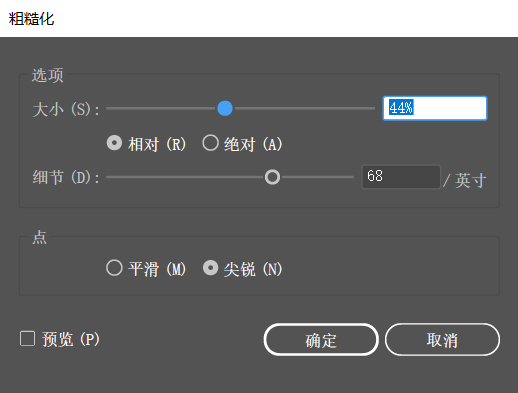 粗糙化
选项
大小 (S): 44%
相对 (R) 绝对 (A)
细节 (D): 68 / 英寸
点
平滑 (M) 尖锐 (N)
预览 (P) 确定 取消